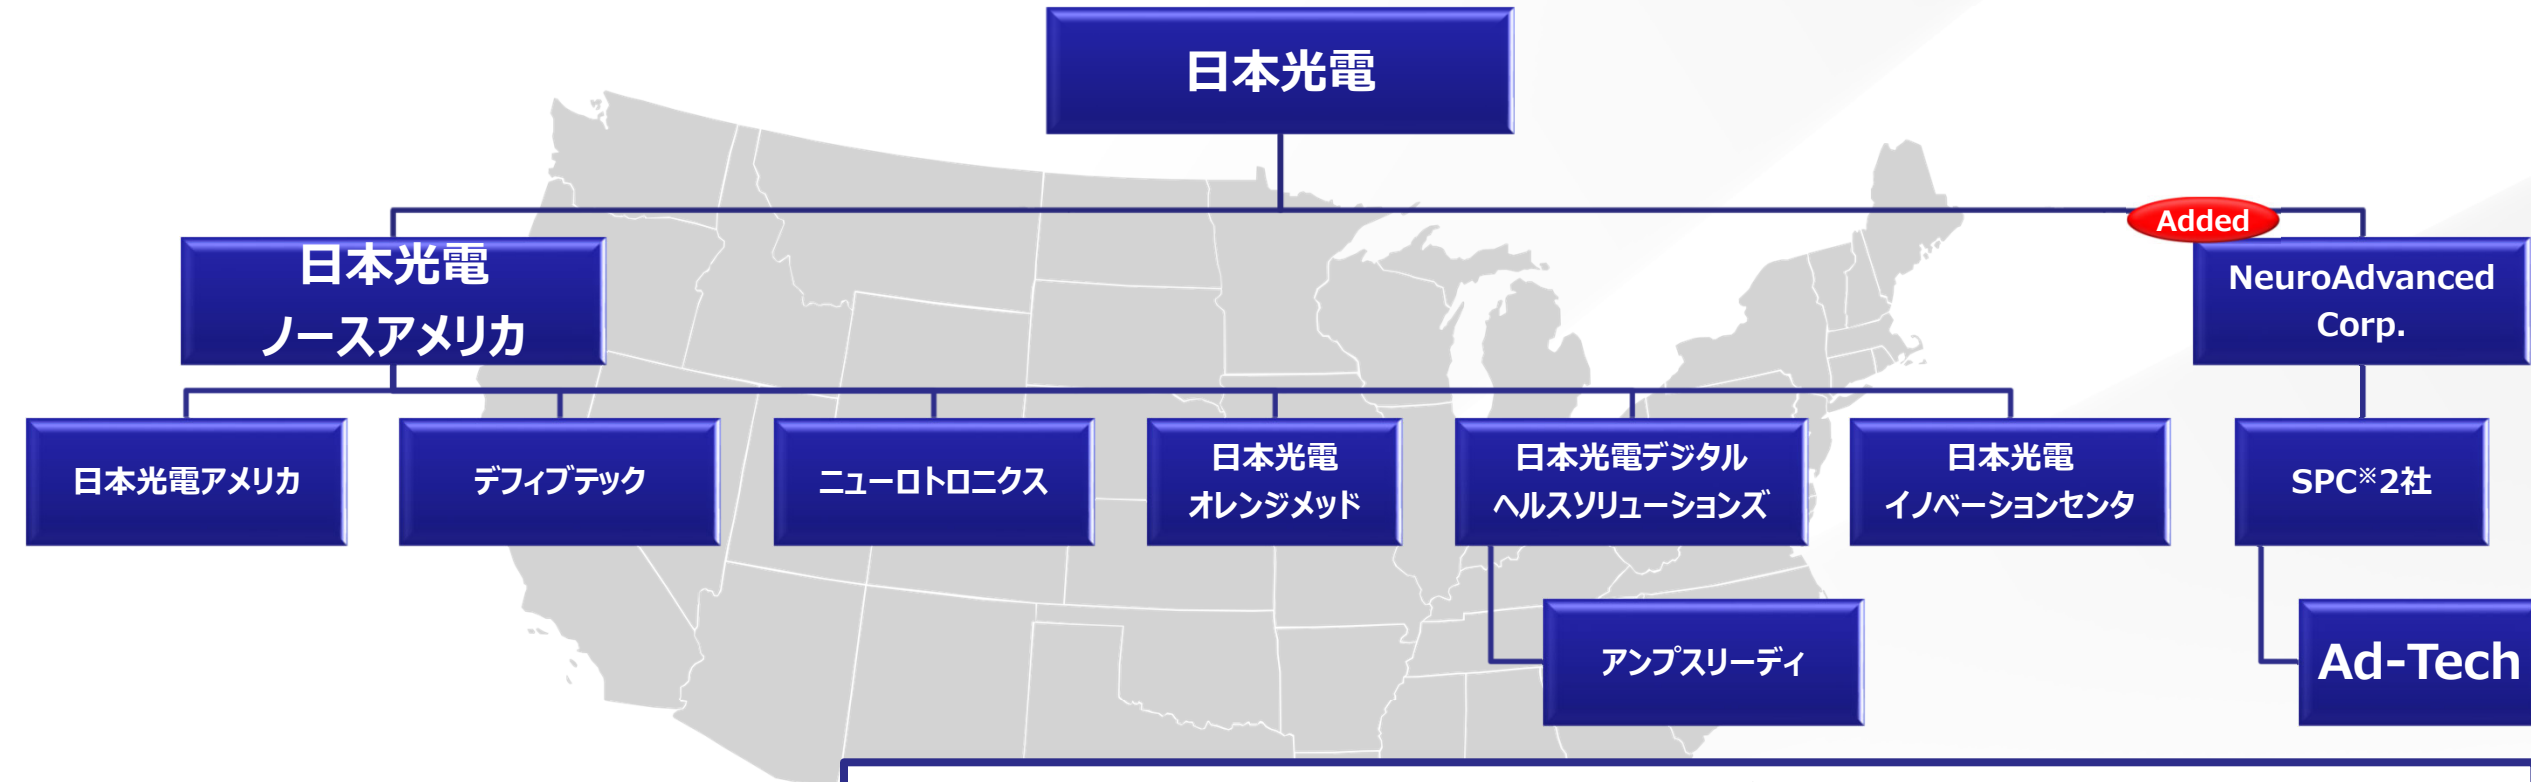 日本光電
Added
日本光電
ノースアメリカ
NeuroAdvanced
Corp.
日本光電アメリカ
デフィブテック
ニューロトロニクス
日本光電
オレンジメッド
日本光電デジタル
ヘルスソリューションズ
日本光電
イノベーションセンタ
SPC※2社
アンプスリーディ
Ad-Tech